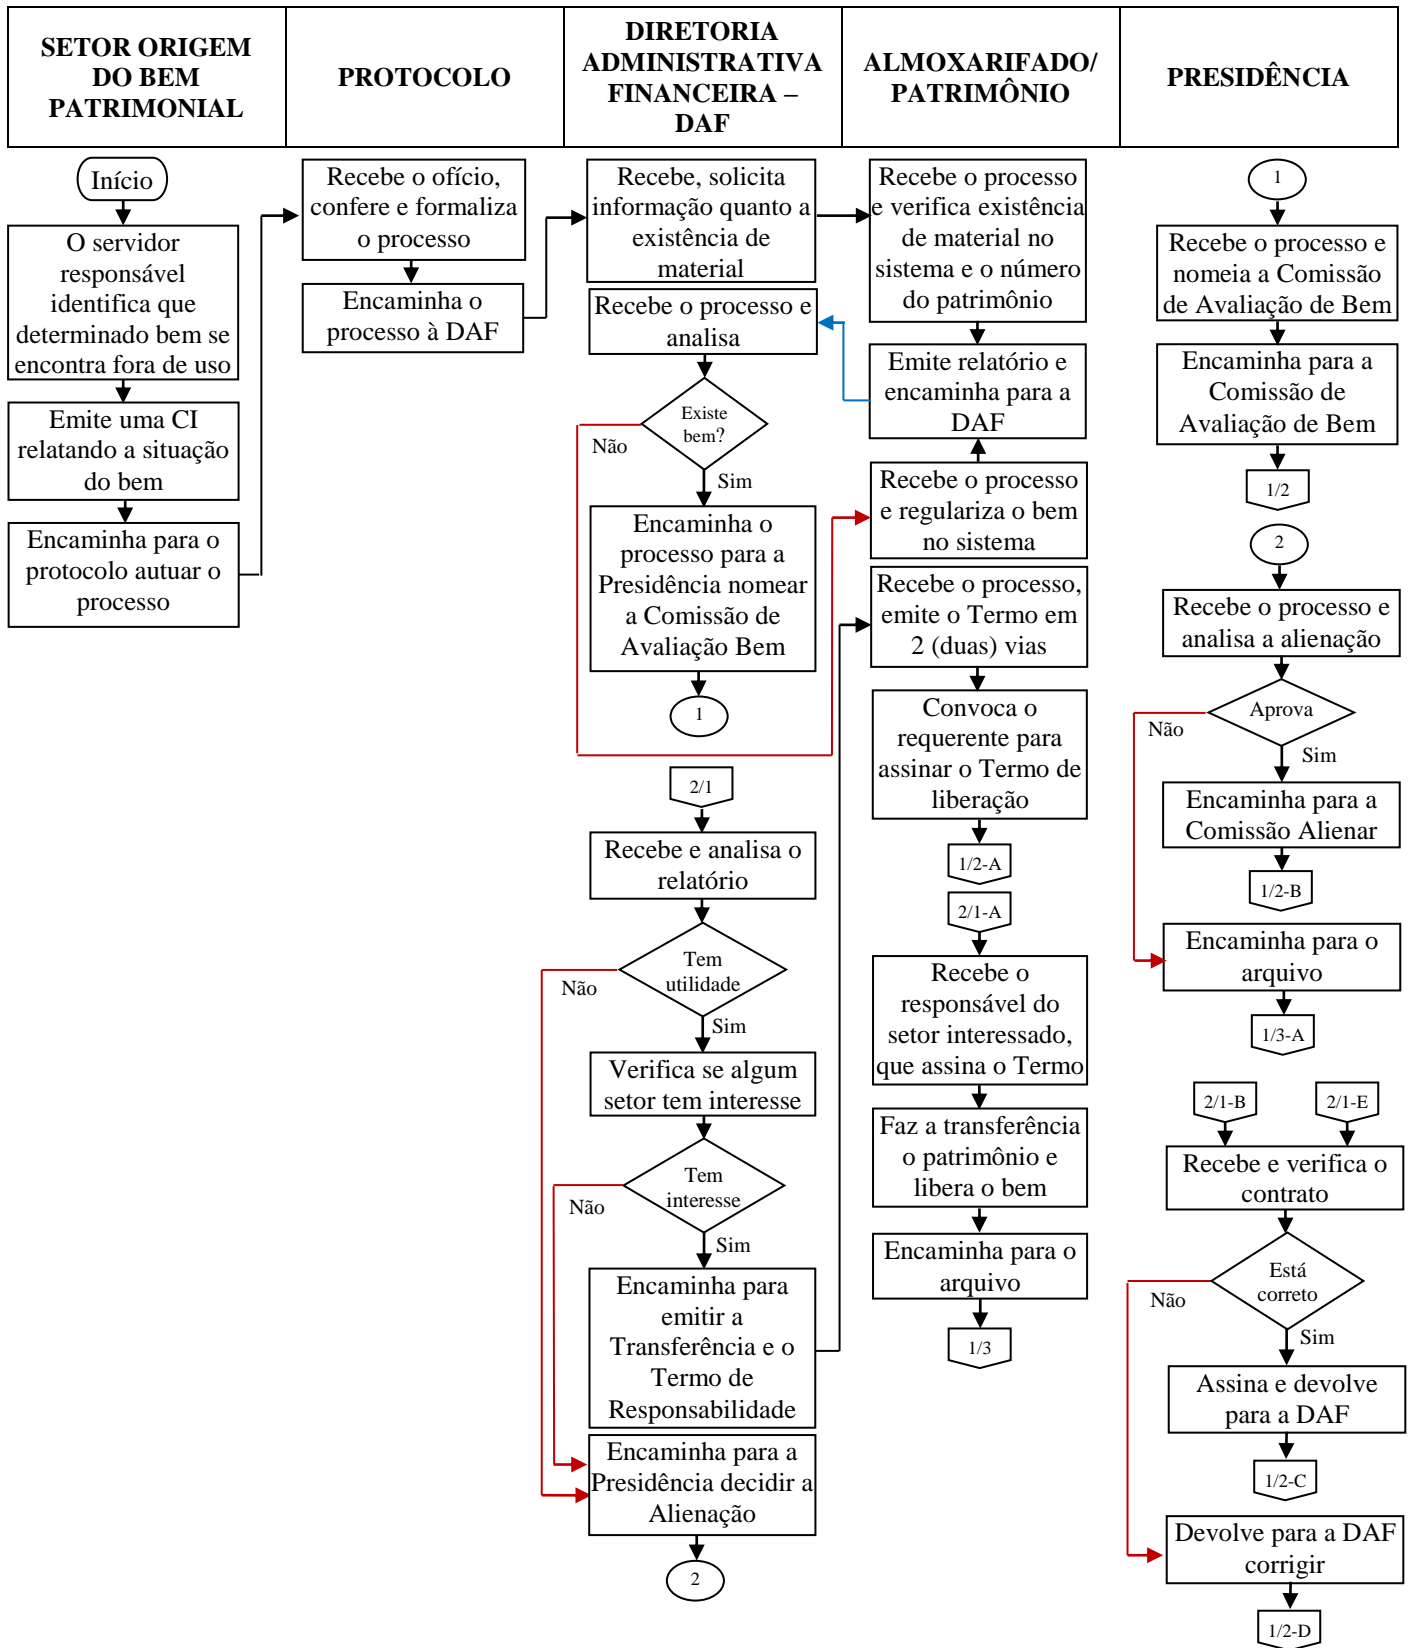 SETOR ORIGEM
DO BEM
PATRIMONIAL
PROTOCOLO
DIRETORIA
ADMINISTRATIVA
FINANCEIRA –
DAF
ALMOXARIFADO/
PATRIMÔNIO
PRESIDÊNCIA
Início
O servidor
responsável
identifica que
determinado bem se
encontra fora de uso
Emite uma CI
relatando a situação
do bem
Encaminha para o
protocolo autuar o
processo
Recebe o ofício,
confere e formaliza
o processo
Encaminha o
processo à DAF
Recebe, solicita
informação quanto a
existência de
material
Recebe o processo e
analisa
Existe
bem?
Não
Sim
Encaminha o
processo para a
Presidência nomear
a Comissão de
Avaliação Bem
1
2/1
Recebe e analisa o
relatório
Tem
utilidade
Não
Sim
Verifica se algum
setor tem interesse
Tem
interesse
Não
Sim
Encaminha para
emitir a
Transferência e o
Termo de
Responsabilidade
Encaminha para a
Presidência decidir a
Alienação
2
Recebe o processo
e verifica existência
de material no
sistema e o número
do patrimônio
Emite relatório e
encaminha para a
DAF
Recebe o processo
e regulariza o bem
no sistema
Recebe o processo,
emite o Termo em
2 (duas) vias
Convoca o
requerente para
assinar o Termo de
liberação
1/2-A
2/1-A
Recebe o
responsável do
setor interessado,
que assina o Termo
Faz a transferência
o patrimônio e
libera o bem
Encaminha para o
arquivo
1/3
1
Recebe o processo e
nomeia a Comissão
de Avaliação de Bem
Encaminha para a
Comissão de
Avaliação de Bem
1/2
2
Recebe o processo e
analisa a alienação
Aprova
Não
Sim
Encaminha para a
Comissão Alienar
1/2-B
Encaminha para o
arquivo
1/3-A
2/1-B
2/1-E
Recebe e verifica o
contrato
Está
correto
Não
Sim
Assina e devolve
para a DAF
1/2-C
Devolve para a DAF
corrigir
1/2-D